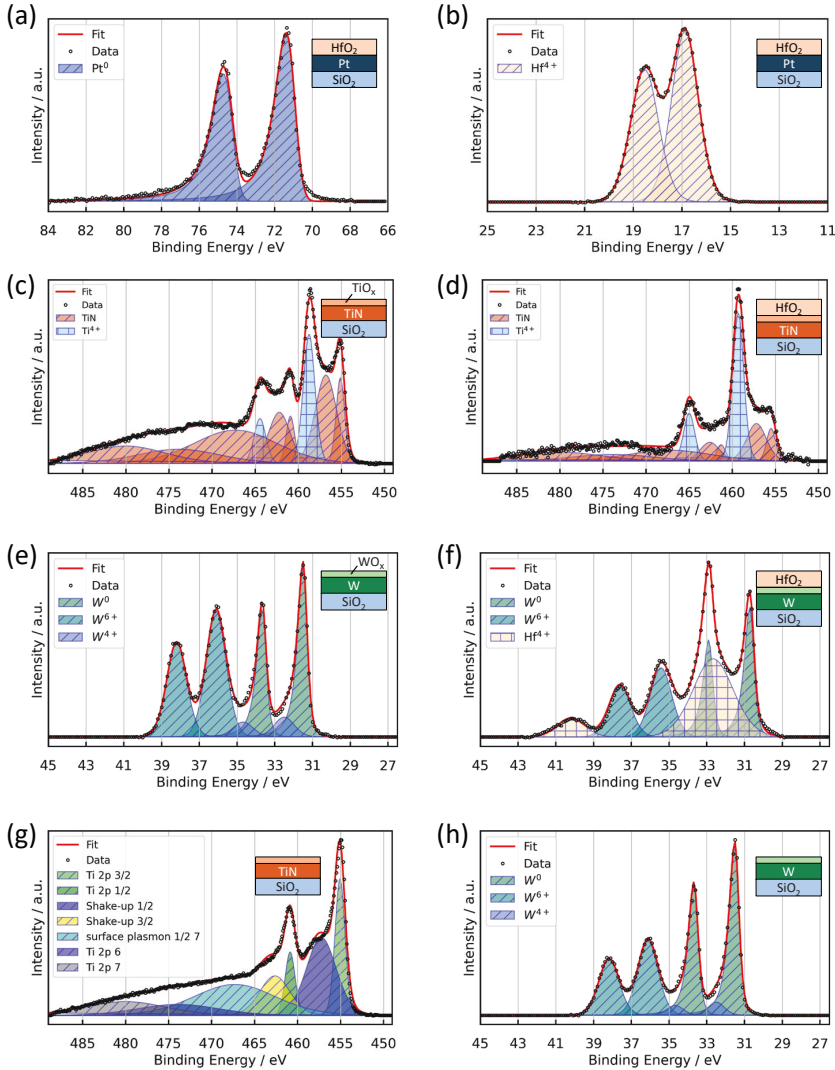 (a)
Fit
Data
Pt⁰
HfO₂
Pt
SiO₂
Intensity / a.u.
84 82 80 78 76 74 72 70 68 66
Binding Energy / eV
(b)
Fit
Data
Hf⁴⁺
HfO₂
Pt
SiO₂
Intensity / a.u.
25 23 21 19 17 15 13 11
Binding Energy / eV
(c)
Fit
Data
TiN
Ti⁴⁺
TiOₓ
TiN
SiO₂
Intensity / a.u.
485 480 475 470 465 460 455 450
Binding Energy / eV
(d)
Fit
Data
TiN
Ti⁴⁺
HfO₂
TiN
SiO₂
Intensity / a.u.
485 480 475 470 465 460 455 450
Binding Energy / eV
(e)
Fit
Data
W⁰
W⁶⁺
W⁴⁺
WOₓ
W
SiO₂
Intensity / a.u.
45 43 41 39 37 35 33 31 29 27
Binding Energy / eV
(f)
Fit
Data
W⁰
W⁶⁺
Hf⁴⁺
HfO₂
W
SiO₂
Intensity / a.u.
45 43 41 39 37 35 33 31 29 27
Binding Energy / eV
(g)
Fit
Data
Ti 2p 3/2
Ti 2p 1/2
Shake-up 1/2
Shake-up 3/2
surface plasmon 1/2 7
Ti 2p 6
Ti 2p 7
TiN
SiO₂
Intensity / a.u.
485 480 475 470 465 460 455 450
Binding Energy / eV
(h)
Fit
Data
W⁰
W⁶⁺
W⁴⁺
W
SiO₂
Intensity / a.u.
45 43 41 39 37 35 33 31 29 27
Binding Energy / eV